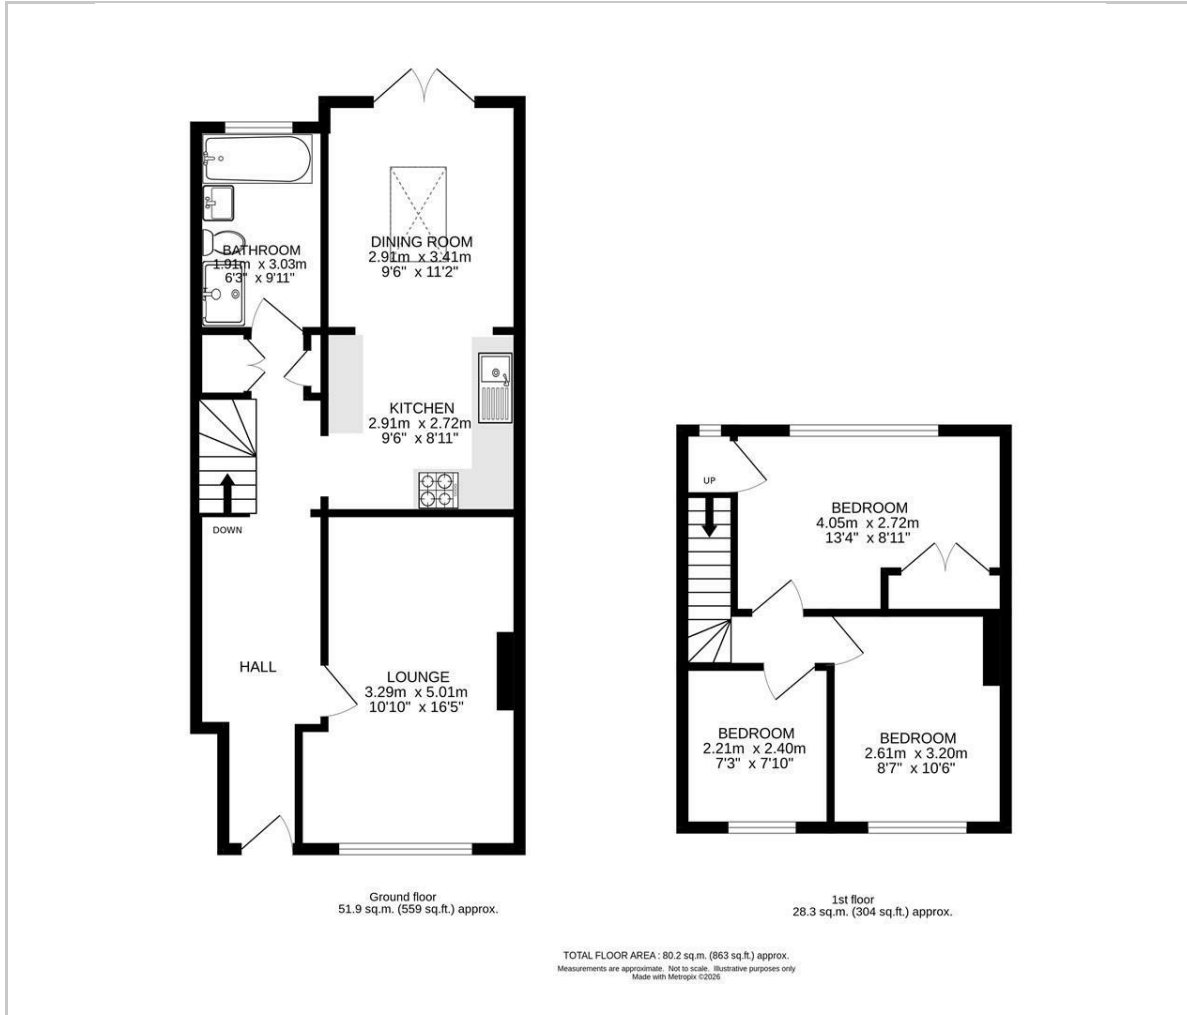 BATHROOM
1.91m x 3.03m
6'3" x 9'11"
DINING ROOM
2.91m x 3.41m
9'6" x 11'2"
KITCHEN
2.91m x 2.72m
9'6" x 8'11"
DOWN
HALL
LOUNGE
3.29m x 5.01m
10'10" x 16'5"
Ground floor
51.9 sq.m. (559 sq.ft.) approx.
UP
BEDROOM
4.05m x 2.72m
13'4" x 8'11"
BEDROOM
2.21m x 2.40m
7'3" x 7'10"
BEDROOM
2.61m x 3.20m
8'7" x 10'6"
1st floor
28.3 sq.m. (304 sq.ft.) approx.
TOTAL FLOOR AREA : 80.2 sq.m. (863 sq.ft.) approx.
Measurements are approximate. Not to scale. Illustrative purposes only
Made with Metropix ©2026